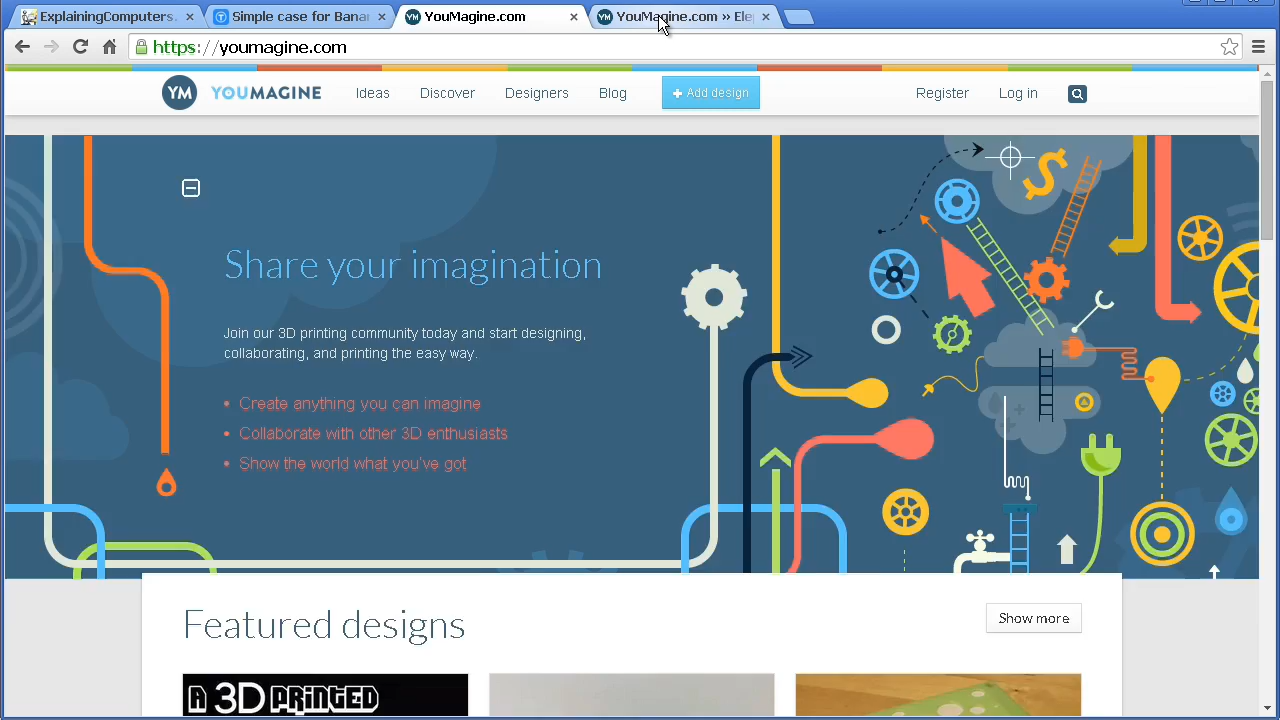 ExplainingComputers.
Simple case for Banan
YouMagine.com
YouMagine.com » Ele
https://youmagine.com
YM YOUMAGINE
Ideas
Discover
Designers
Blog
+ Add design
Register
Log in
Share your imagination
Join our 3D printing community today and start designing,
collaborating, and printing the easy way.
• Create anything you can imagine
• Collaborate with other 3D enthusiasts
• Show the world what you've got
Featured designs
Show more
A 3D PRINTED